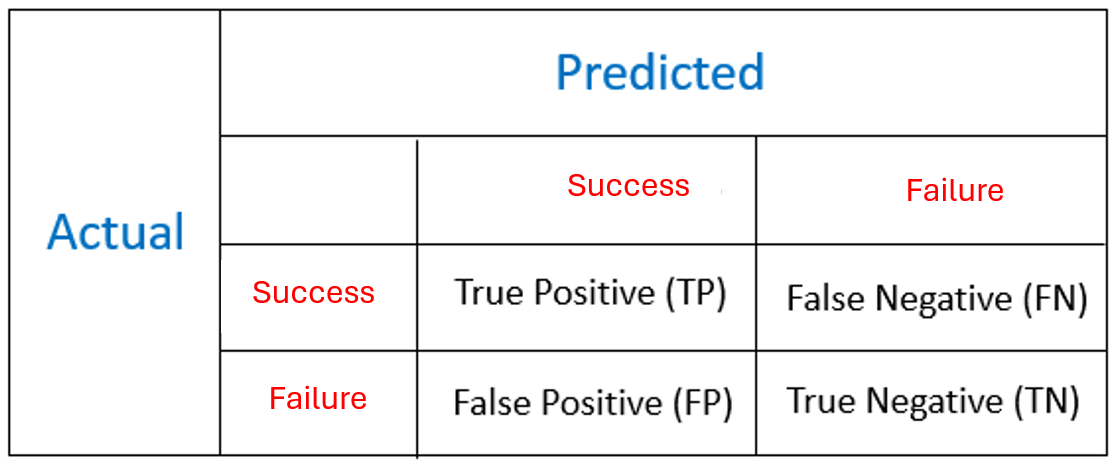 Predicted
Actual
Success
Failure
Success
True Positive (TP)
False Negative (FN)
Failure
False Positive (FP)
True Negative (TN)